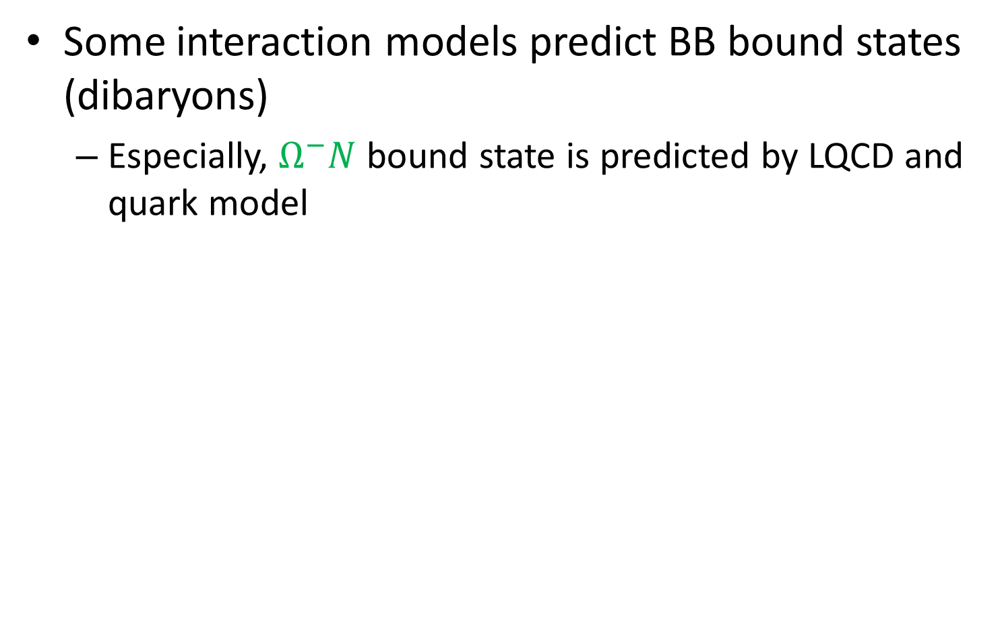 • Some interaction models predict BB bound states
(dibaryons)
– Especially, Ω⁻N bound state is predicted by LQCD and
quark model